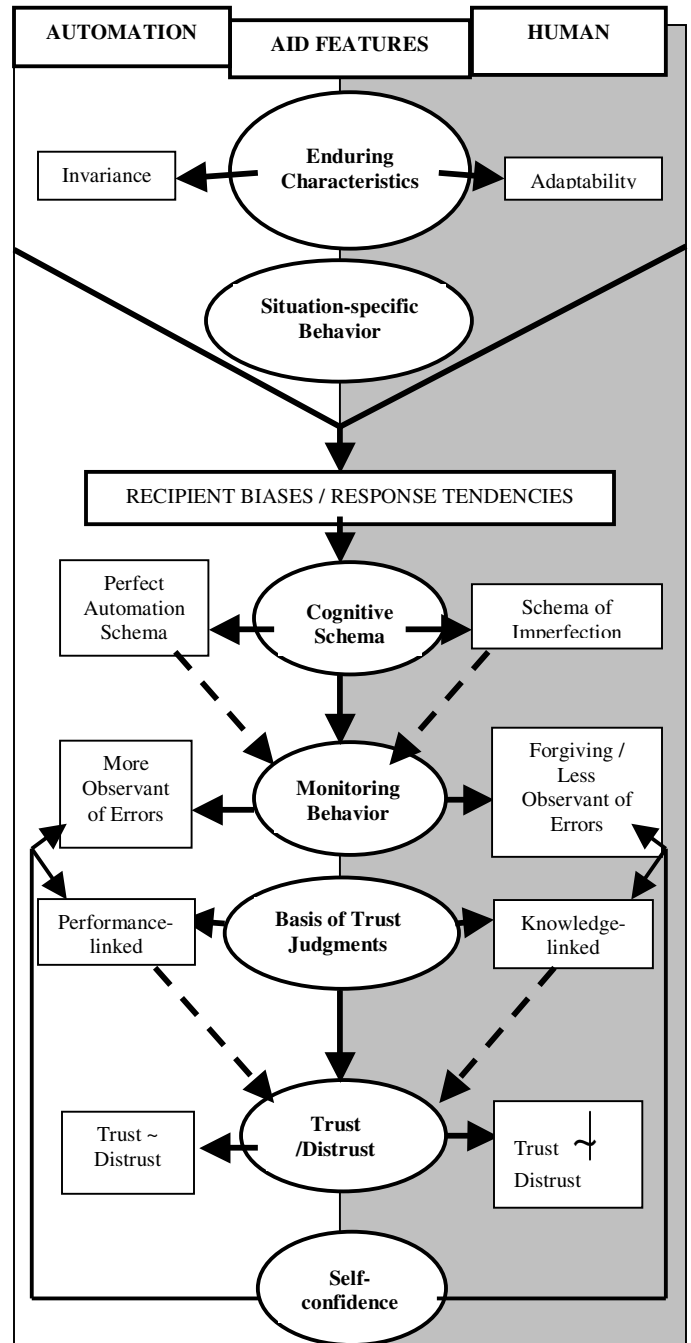 AUTOMATION
AID FEATURES
HUMAN
Enduring
Characteristics
Invariance
Adaptability
Situation-specific
Behavior
RECIPIENT BIASES / RESPONSE TENDENCIES
Perfect
Automation
Schema
Cognitive
Schema
Schema of
Imperfection
More
Observant
of Errors
Monitoring
Behavior
Forgiving /
Less
Observant of
Errors
Performance-
linked
Basis of Trust
Judgments
Knowledge-
linked
Trust ~
Distrust
Trust
/Distrust
Trust ~
Distrust
Self-
confidence